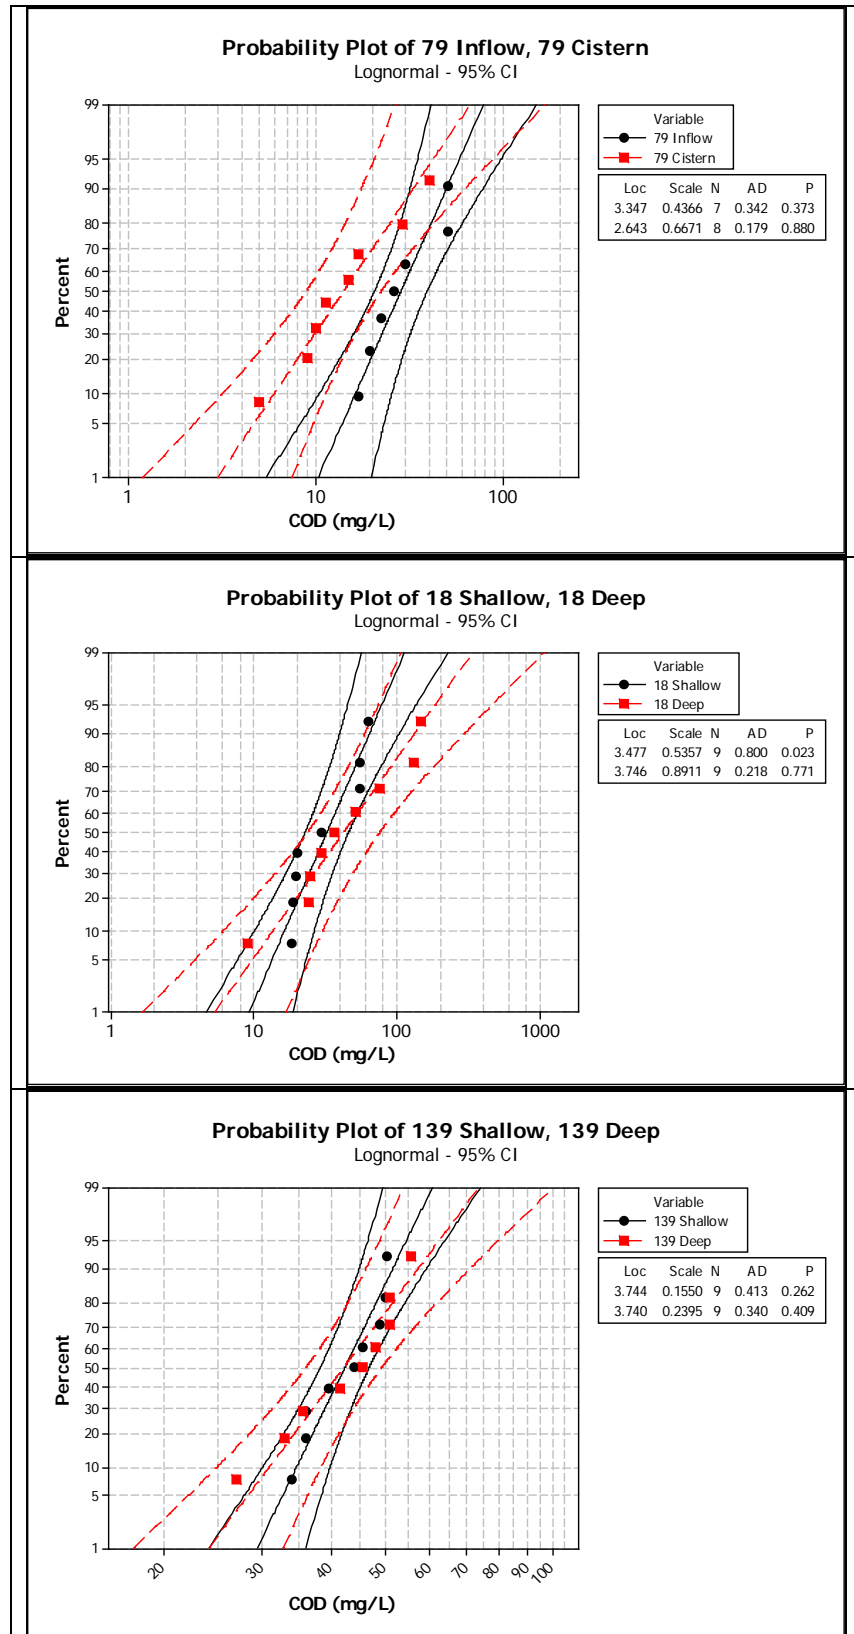 Probability Plot of 79 Inflow, 79 Cistern
Lognormal - 95% CI
99
95
90
80
70
60
50
40
30
20
10
5
1
Percent
1 10 100
COD (mg/L)
Variable
79 Inflow
79 Cistern
Loc Scale N AD P
3.347 0.4366 7 0.342 0.373
2.643 0.6671 8 0.179 0.880
Probability Plot of 18 Shallow, 18 Deep
Lognormal - 95% CI
99
95
90
80
70
60
50
40
30
20
10
5
1
Percent
1 10 100 1000
COD (mg/L)
Variable
18 Shallow
18 Deep
Loc Scale N AD P
3.477 0.5357 9 0.800 0.023
3.746 0.8911 9 0.218 0.771
Probability Plot of 139 Shallow, 139 Deep
Lognormal - 95% CI
99
95
90
80
70
60
50
40
30
20
10
5
1
Percent
20 30 40 50 60 70 80 90 100
COD (mg/L)
Variable
139 Shallow
139 Deep
Loc Scale N AD P
3.744 0.1550 9 0.413 0.262
3.740 0.2395 9 0.340 0.409